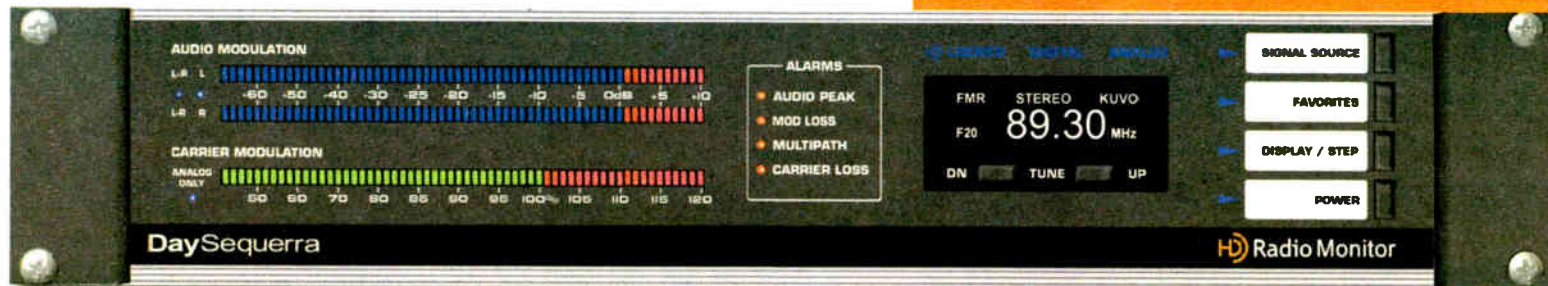 AUDIO MODULATION
L+R L
-60 -50 -40 -30 -25 -20 -15 -10 -5 0dB +5 +10
L-R R
CARRIER MODULATION
ANALOG ONLY
50 60 70 80 85 90 95 100% 105 110 115 120
ALARMS
AUDIO PEAK
MOD LOSS
MULTIPATH
CARRIER LOSS
HD LOCKED DIGITAL ANALOG
FMR STEREO KUVO
F20 89.30 MHz
DN TUNE UP
SIGNAL SOURCE
FAVORITES
DISPLAY / STEP
POWER
DaySequerra
HD Radio Monitor